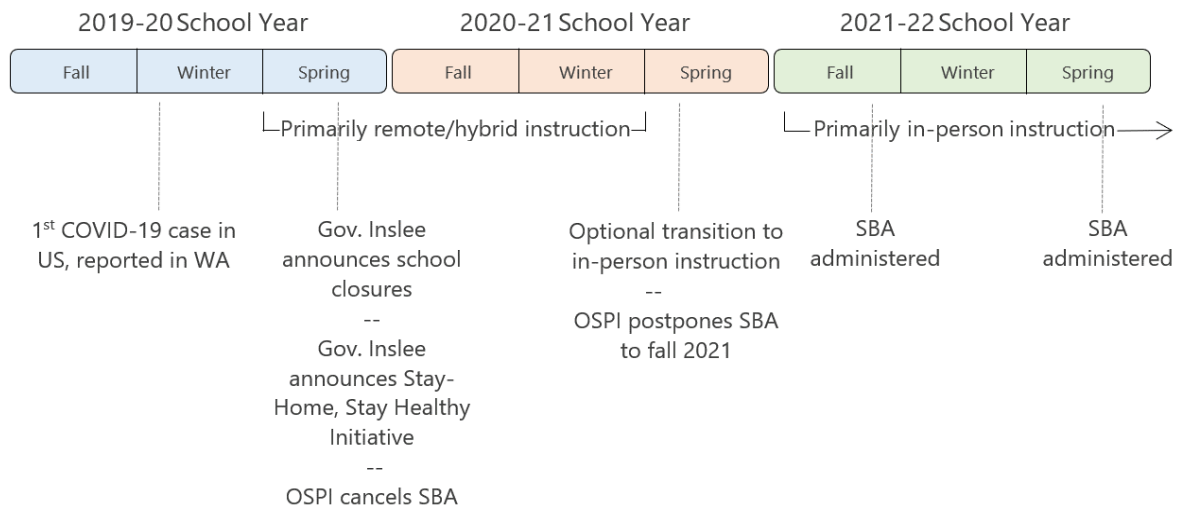 2019-20 School Year
2020-21 School Year
2021-22 School Year
Fall
Winter
Spring
Fall
Winter
Spring
Fall
Winter
Spring
Primarily remote/hybrid instruction
Primarily in-person instruction
1st COVID-19 case in
US, reported in WA
Gov. Inslee
announces school
closures
--
Gov. Inslee
announces Stay-
Home, Stay Healthy
Initiative
--
OSPI cancels SBA
Optional transition to
in-person instruction
--
OSPI postpones SBA
to fall 2021
SBA
administered
SBA
administered